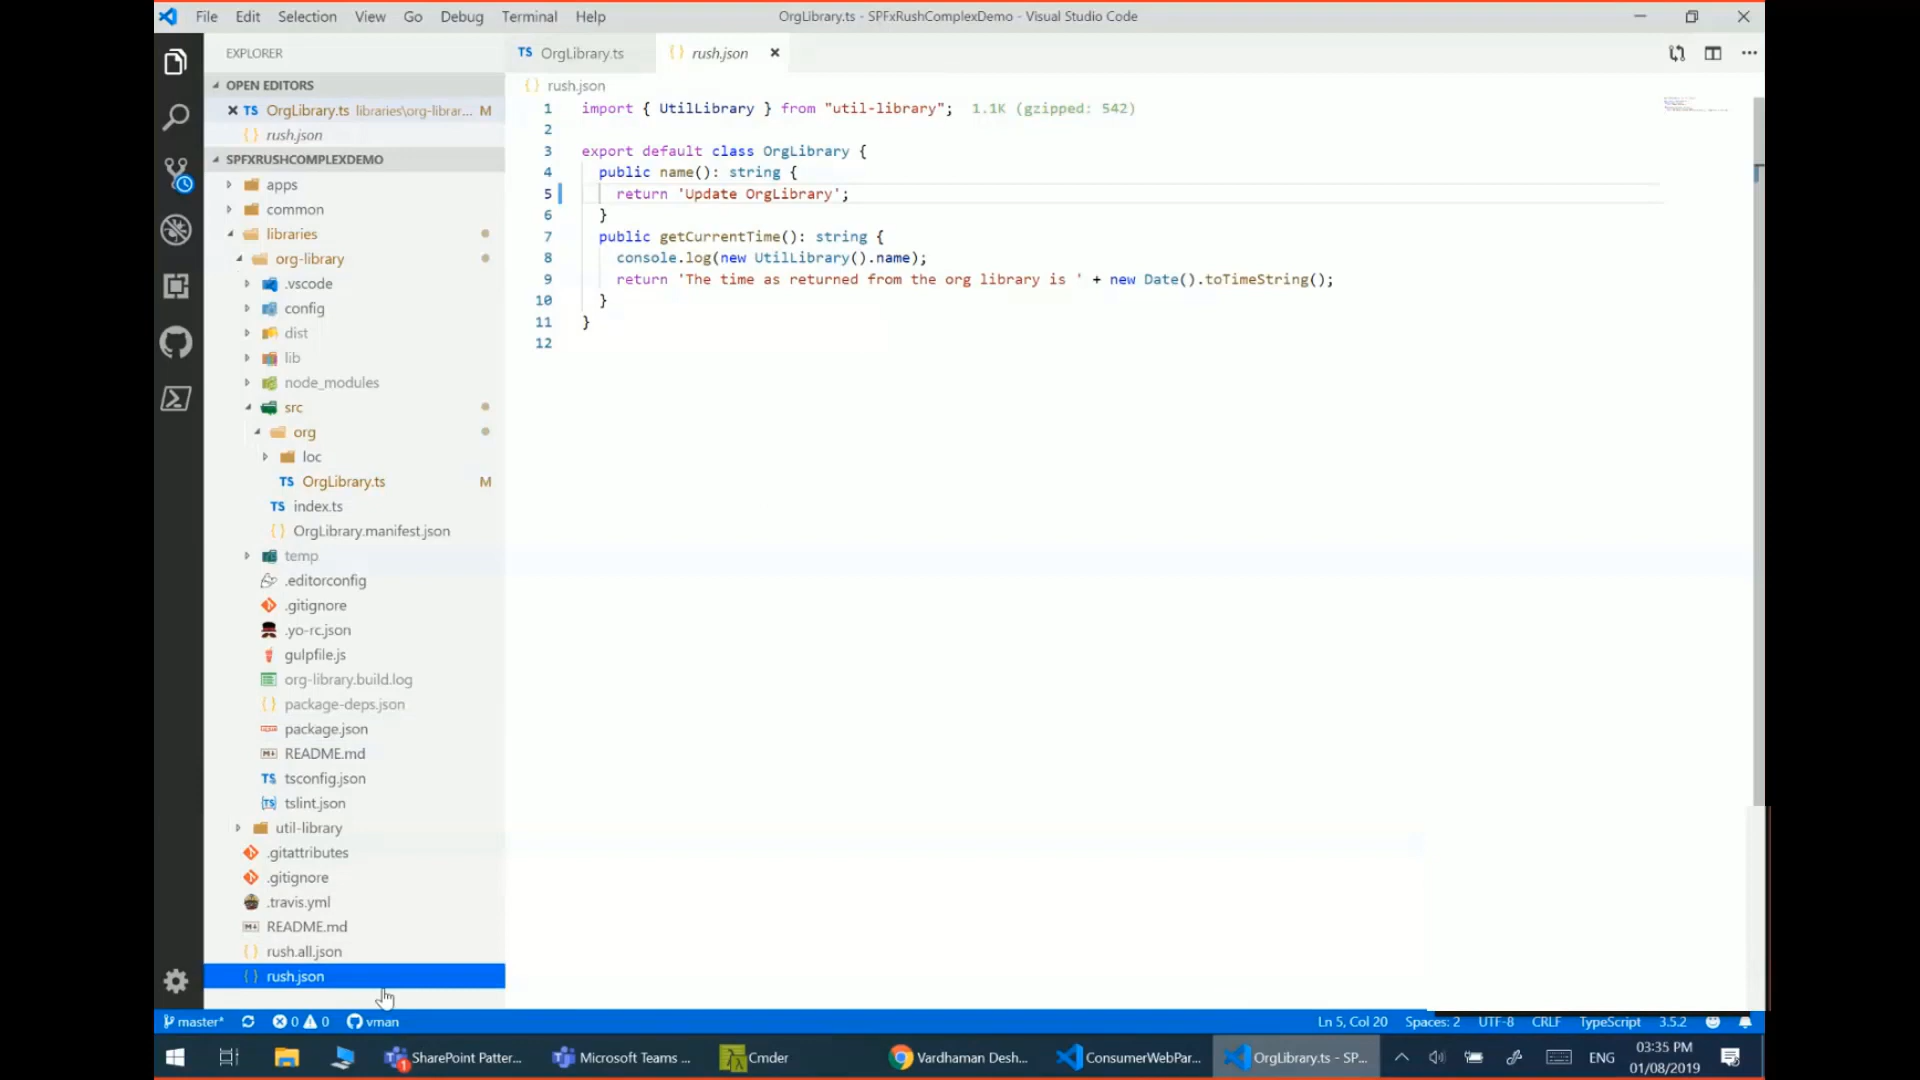 File Edit Selection View Go Debug Terminal Help
OrgLibrary.ts - SPFxRushComplexDemo - Visual Studio Code
EXPLORER
OPEN EDITORS
TS OrgLibrary.ts libraries\org-librar... M
{ } rush.json
SPFXRUSHCOMPLEXDEMO
apps
common
libraries
org-library
.vscode
config
dist
lib
node_modules
src
org
loc
TS OrgLibrary.ts M
TS index.ts
{ } OrgLibrary.manifest.json
temp
.editorconfig
.gitignore
.yo-rc.json
gulpfile.js
org-library.build.log
{ } package-deps.json
package.json
README.md
TS tsconfig.json
tslint.json
util-library
.gitattributes
.gitignore
.travis.yml
README.md
{ } rush.all.json
{ } rush.json
TS OrgLibrary.ts
{ } rush.json
{ } rush.json
1 import { UtilLibrary } from "util-library"; 1.1K (gzipped: 542)
2
3 export default class OrgLibrary {
4 public name(): string {
5 return 'Update OrgLibrary';
6 }
7 public getCurrentTime(): string {
8 console.log(new UtilLibrary().name);
9 return 'The time as returned from the org library is ' + new Date().toTimeString();
10 }
11 }
12
master* 0 0 vman
Ln 5, Col 20 Spaces: 2 UTF-8 CRLF TypeScript 3.5.2
SharePoint Patter... Microsoft Teams ... Cmder Vardhaman Desh... ConsumerWebPar... OrgLibrary.ts - SP... ENG
03:35 PM
01/08/2019